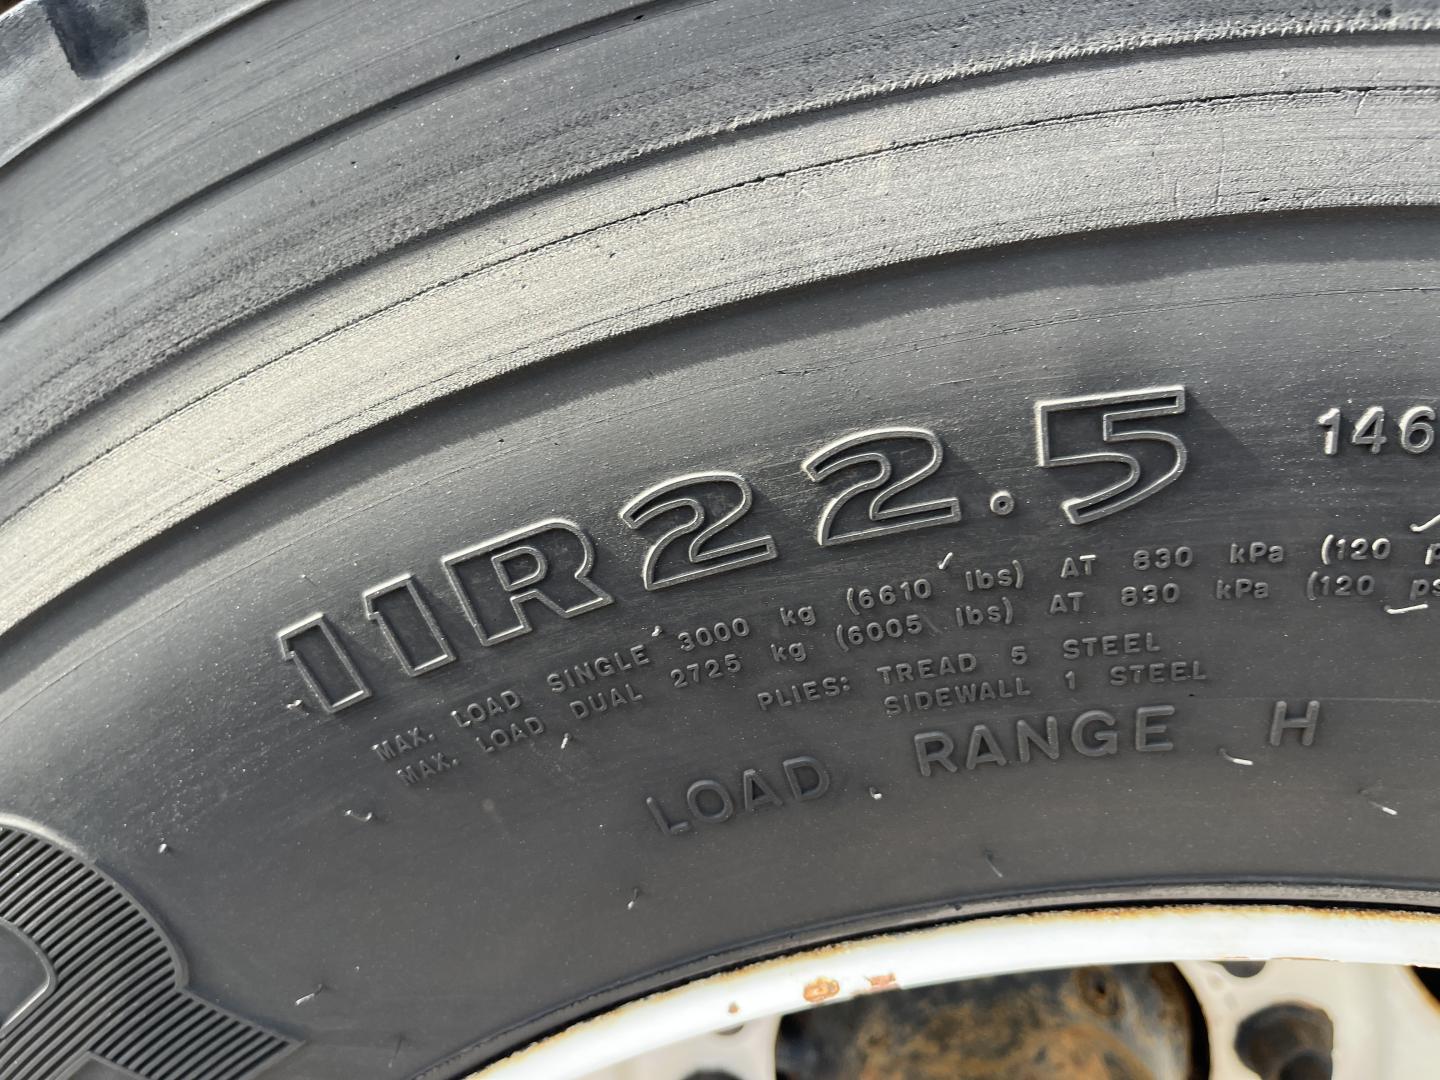 11R22.5 146
MAX. LOAD SINGLE 3000 kg (6610 lbs) AT 830 kPa (120
MAX. LOAD DUAL 2725 kg (6005 lbs) AT 830 kPa (120 ps
PLIES: TREAD 5 STEEL
SIDEWALL 1 STEEL
LOAD RANGE H